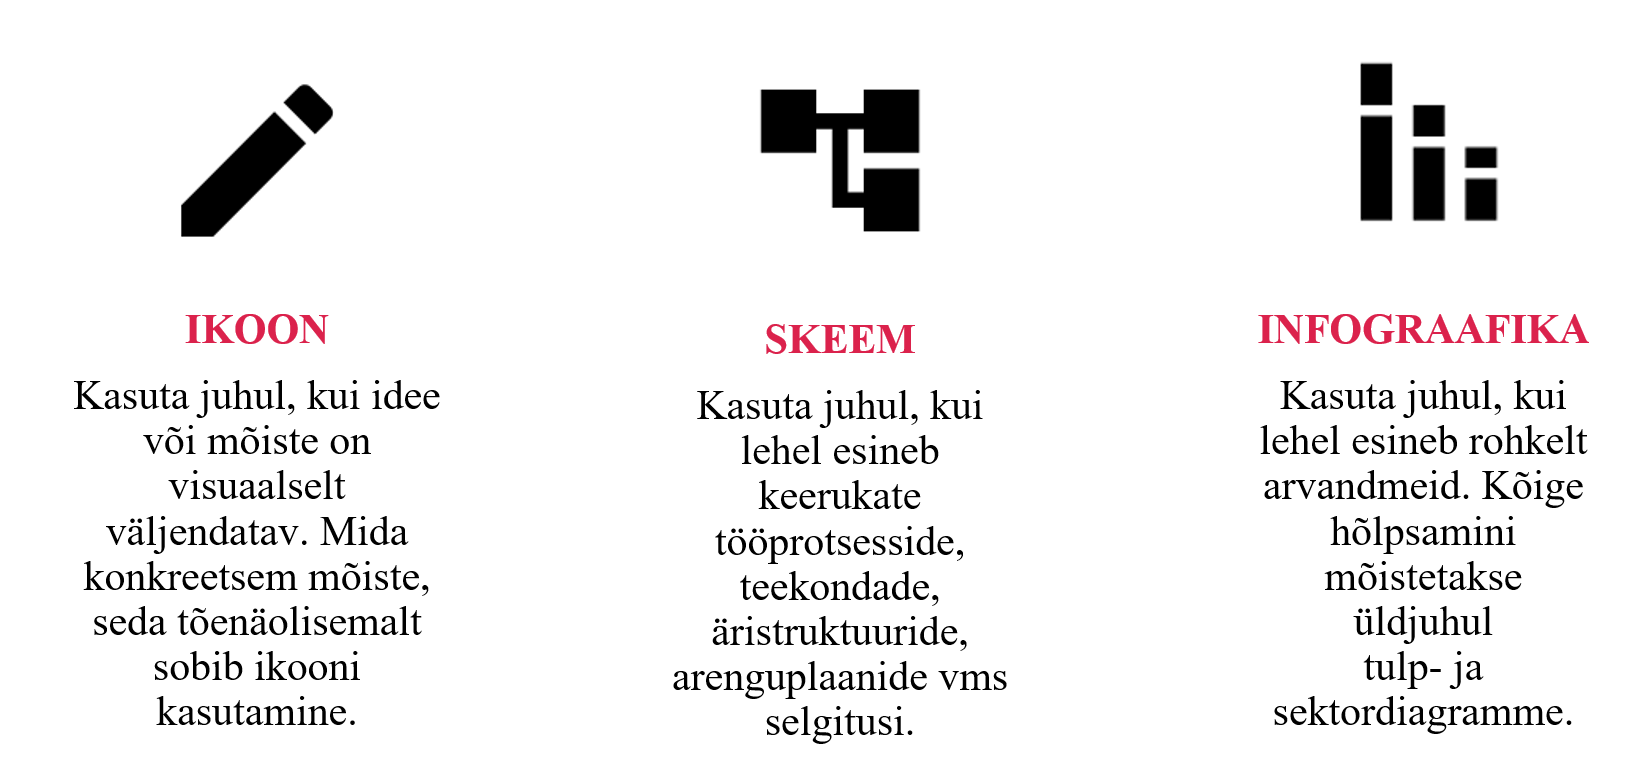 IKOON
Kasuta juhul, kui idee
või mõiste on
visuaalselt
väljendatav. Mida
konkreetsem mõiste,
seda tõenäolisemalt
sobib ikooni
kasutamine.
SKEEM
Kasuta juhul, kui
lehel esineb
keerukate
tööprotsesside,
teekondade,
äristruktuuride,
arenguplaanide vms
selgitusi.
INFOGRAAFIKA
Kasuta juhul, kui
lehel esineb rohkelt
arvandmeid. Kõige
hõlpsamini
mõistetakse
üldjuhul
tulp- ja
sektordiagramme.